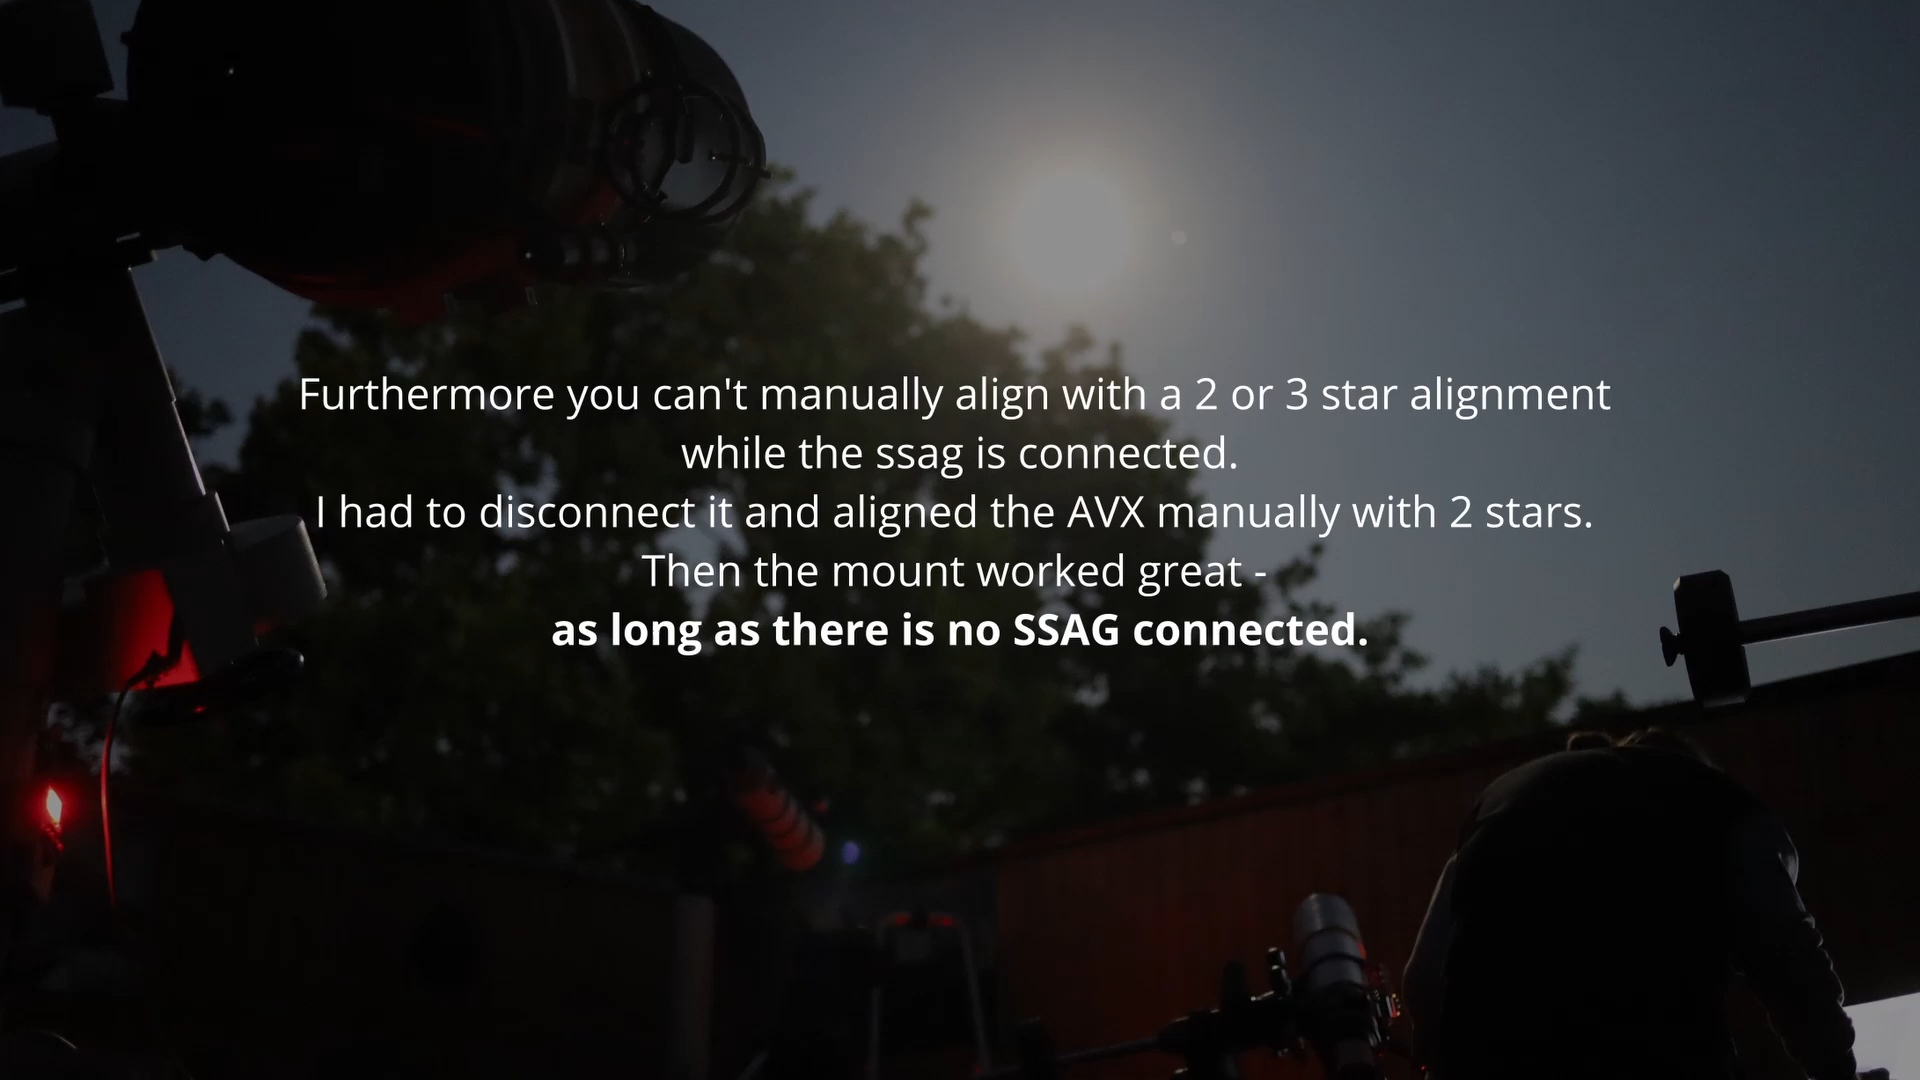 Furthermore you can't manually align with a 2 or 3 star alignment
while the ssag is connected.
I had to disconnect it and aligned the AVX manually with 2 stars.
Then the mount worked great -
as long as there is no SSAG connected.